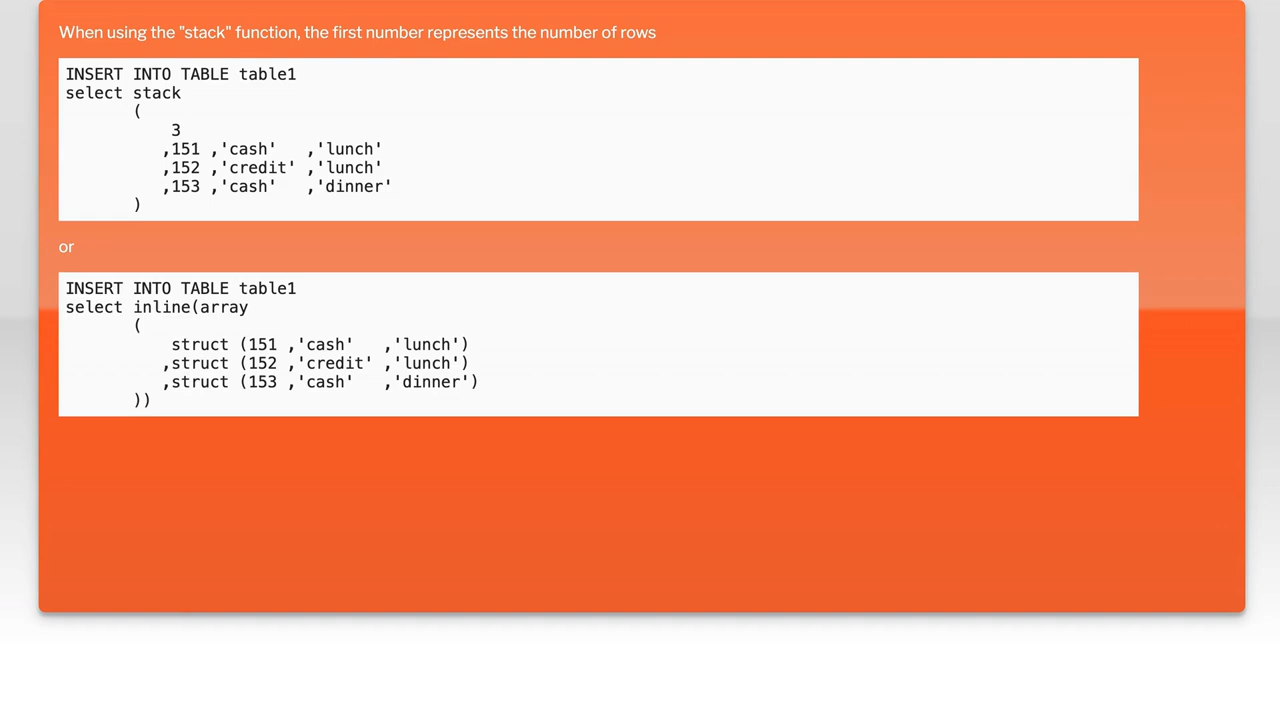 When using the "stack" function, the first number represents the number of rows
INSERT INTO TABLE table1
select stack
       (
           3
          ,151 ,'cash'   ,'lunch'
          ,152 ,'credit' ,'lunch'
          ,153 ,'cash'   ,'dinner'
       )
or
INSERT INTO TABLE table1
select inline(array
       (
           struct (151 ,'cash'   ,'lunch')
          ,struct (152 ,'credit' ,'lunch')
          ,struct (153 ,'cash'   ,'dinner')
       ))